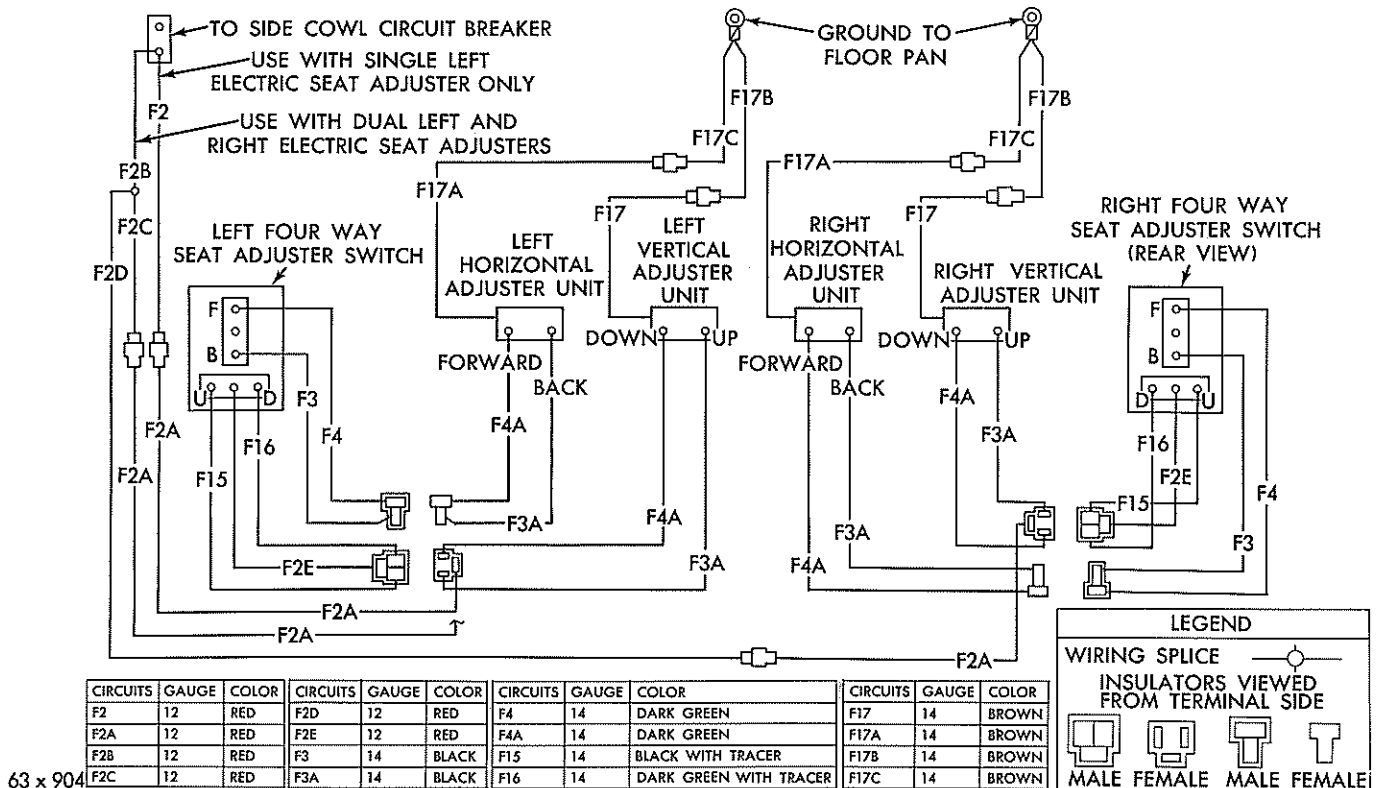 TO SIDE COWL CIRCUIT BREAKER
USE WITH SINGLE LEFT
ELECTRIC SEAT ADJUSTER ONLY
F2
USE WITH DUAL LEFT AND
RIGHT ELECTRIC SEAT ADJUSTERS
F2B
F2C
F2D
GROUND TO
FLOOR PAN
F17B
F17C
F17A
F17
F17B
F17C
F17A
F17
LEFT FOUR WAY
SEAT ADJUSTER SWITCH
LEFT
HORIZONTAL
ADJUSTER UNIT
LEFT
VERTICAL
ADJUSTER
UNIT
RIGHT
HORIZONTAL
ADJUSTER
UNIT
RIGHT VERTICAL
ADJUSTER UNIT
RIGHT FOUR WAY
SEAT ADJUSTER SWITCH
(REAR VIEW)
F
B
U
D
FORWARD
BACK
DOWN
UP
FORWARD
BACK
DOWN
UP
F
B
D
U
F2A
F2A
F15
F16
F3
F4
F4A
F3A
F4A
F3A
F4A
F3A
F4A
F3A
F16
F2E
F15
F4
F3
F2E
F2A
F2A
F2A
LEGEND
WIRING SPLICE
INSULATORS VIEWED
FROM TERMINAL SIDE
MALE FEMALE MALE FEMALE
CIRCUITS GAUGE COLOR CIRCUITS GAUGE COLOR CIRCUITS GAUGE COLOR CIRCUITS GAUGE COLOR
F2 12 RED F2D 12 RED F4 14 DARK GREEN F17 14 BROWN
F2A 12 RED F2E 12 RED F4A 14 DARK GREEN F17A 14 BROWN
F2B 12 RED F3 14 BLACK F15 14 BLACK WITH TRACER F17B 14 BROWN
F2C 12 RED F3A 14 BLACK F16 14 DARK GREEN WITH TRACER F17C 14 BROWN
63 x 904